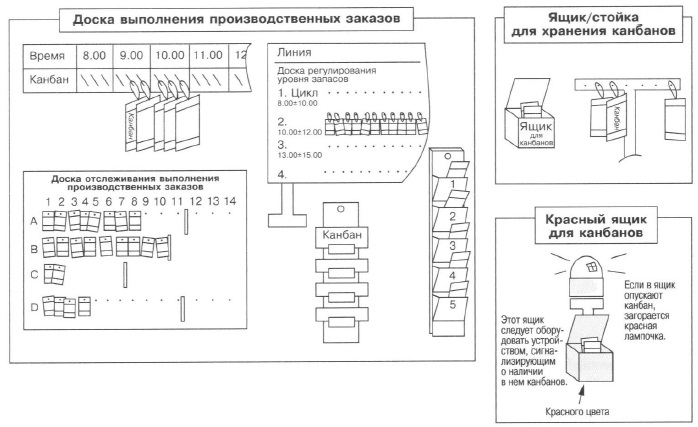 Доска выполнения производственных заказов
Время 8.00 9.00 10.00 11.00 12
Канбан
Канбан
Линия
Доска регулирования
уровня запасов
1. Цикл
8.00±10.00
2.
10.00±12.00
3.
13.00±15.00
4.
Доска отслеживания выполнения
производственных заказов
1 2 3 4 5 6 7 8 9 10 11 12 13 14
A
B
C
D
Канбан
1
2
3
4
5
Ящик/стойка
для хранения канбанов
Ящик
для
канбанов
Канбан
Красный ящик
для канбанов
Если в ящик
опускают
канбан,
загорается
красная
лампочка.
Этот ящик
следует обору-
довать устрой-
ством, сигна-
лизирующим
о наличии
в нем канбанов.
Красного цвета